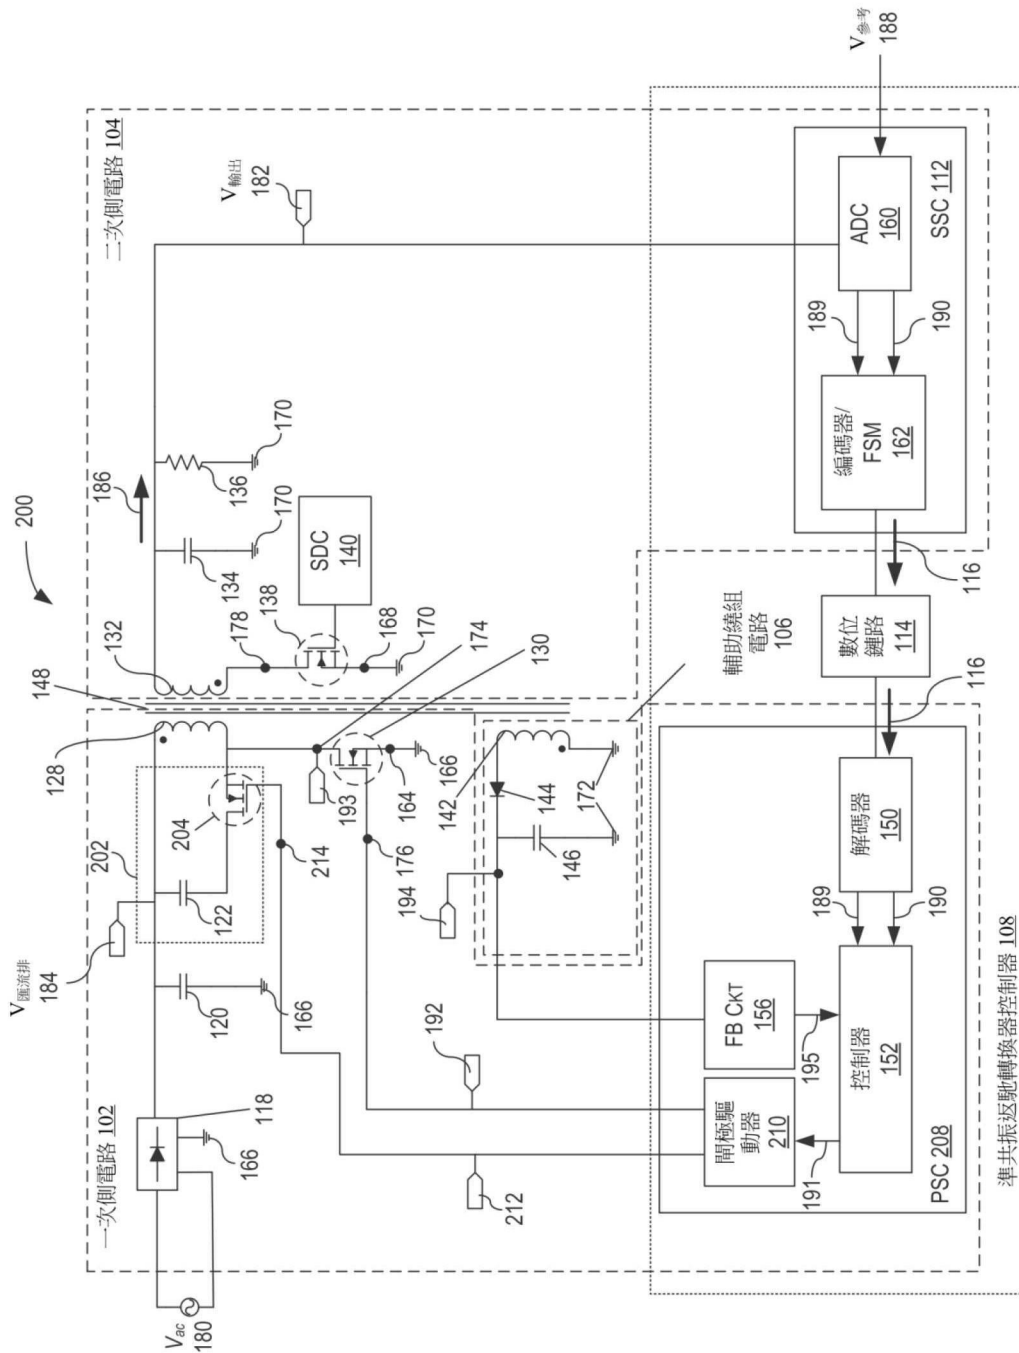 200
二次側電路 104
V輸出
182
186
136
170
134
170
SDC
140
138
178
168
170
174
130
132
148
V參考
188
ADC
160
SSC 112
189
190
編碼器/
FSM
162
116
數位
鏈路
114
116
輔助繞組
電路
106
一次側電路 102
V匯流排
184
202
128
204
122
120
166
214
193
164
166
176
118
166
Vac
180
142
144
146
172
194
192
212
解碼器
150
189
190
控制器
152
FB CKT
156
195
閘極驅
動器
210
191
PSC 208
準共振返馳轉換器控制器 108